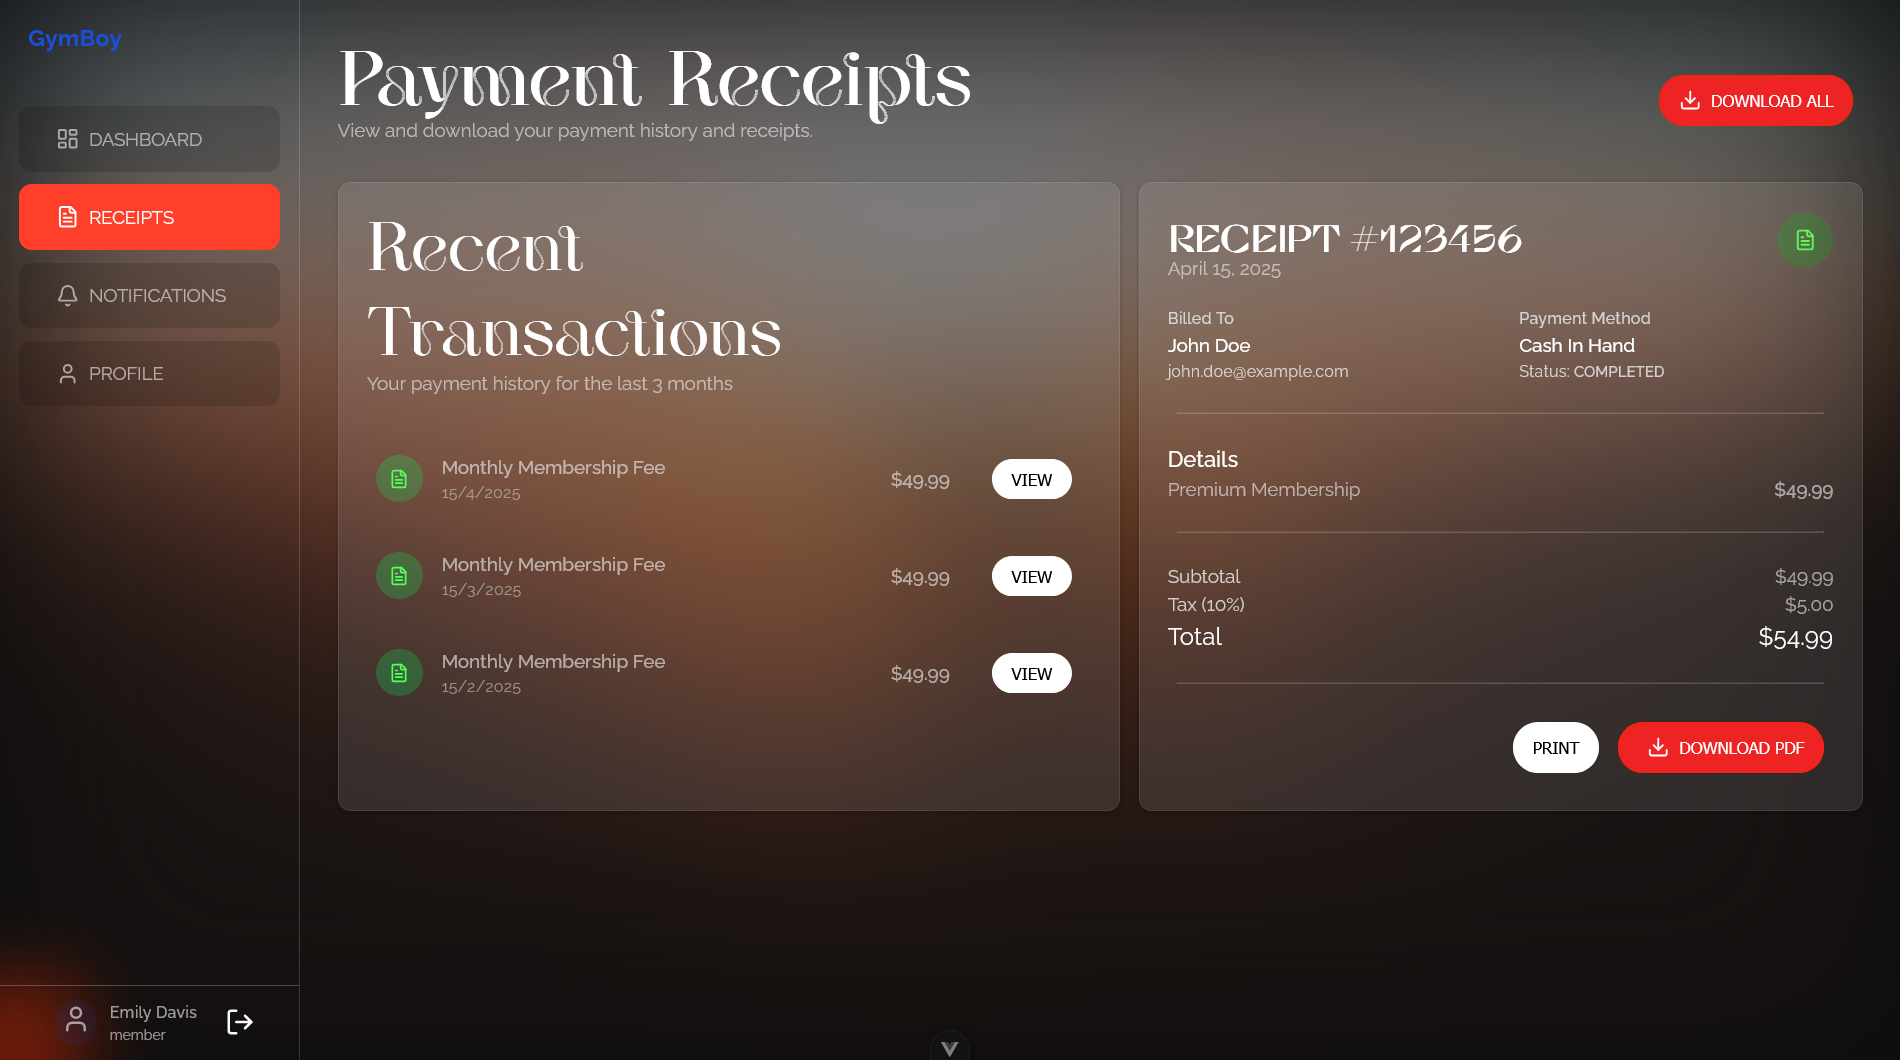 GymBoy
DASHBOARD
RECEIPTS
NOTIFICATIONS
PROFILE
Emily Davis
member
Payment Receipts
View and download your payment history and receipts.
DOWNLOAD ALL
Recent
Transactions
Your payment history for the last 3 months
Monthly Membership Fee
15/4/2025
$49.99
VIEW
Monthly Membership Fee
15/3/2025
$49.99
VIEW
Monthly Membership Fee
15/2/2025
$49.99
VIEW
RECEIPT #123456
April 15, 2025
Billed To
John Doe
john.doe@example.com
Payment Method
Cash In Hand
Status: COMPLETED
Details
Premium Membership $49.99
Subtotal $49.99
Tax (10%) $5.00
Total $54.99
PRINT
DOWNLOAD PDF